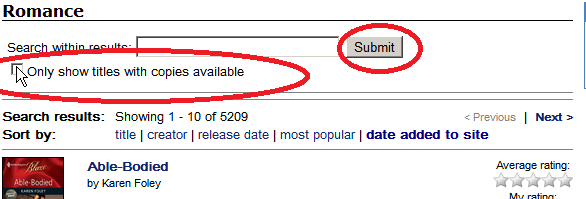 Romance
Search within results: Submit
Only show titles with copies available
Search results: Showing 1 - 10 of 5209 < Previous | Next >
Sort by: title | creator | release date | most popular | date added to site
Able-Bodied
by Karen Foley
Average rating:
My rating:
Blaze
Able-Bodied